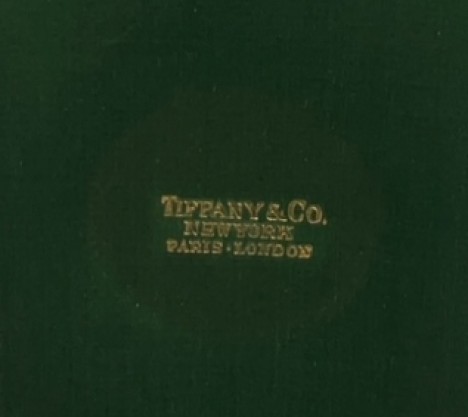 TIFFANY & CO.
NEW YORK
PARIS · LONDON